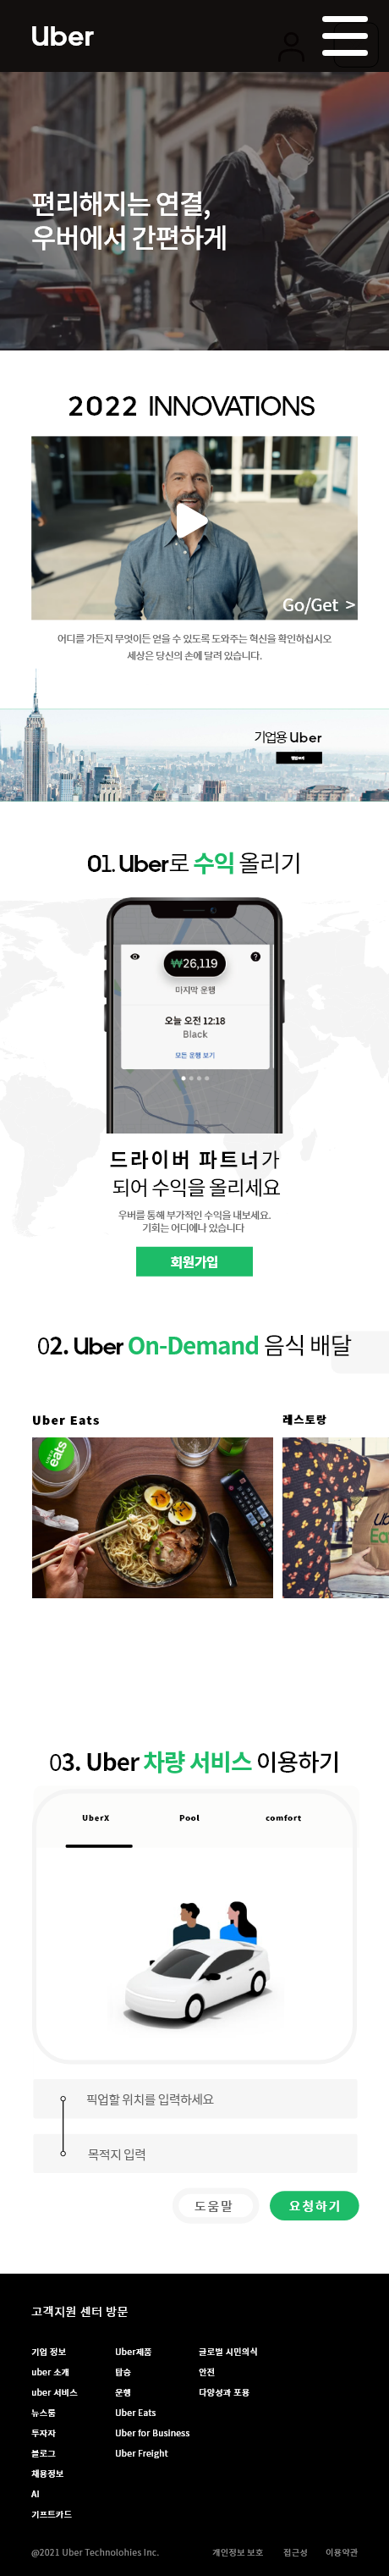 Uber
편리해지는 연결,
우버에서 간편하게
2022 INNOVATIONS
Go/Get >
어디를 가든지 무엇이든 얻을 수 있도록 도와주는 혁신을 확인하십시오
세상은 당신의 손에 달려 있습니다.
기업용 Uber
01. Uber로 수익 올리기
₩26,119
마지막 운행
오늘 오전 12:18
Black
모든 운행 보기
드라이버 파트너가
되어 수익을 올리세요
우버를 통해 부가적인 수익을 내보세요.
기회는 어디에나 있습니다
회원가입
02. Uber On-Demand 음식 배달
Uber Eats 레스토랑
eats
Ub
Ea
03. Uber 차량 서비스 이용하기
UberX Pool comfort
픽업할 위치를 입력하세요
목적지 입력
도움말 요청하기
고객지원 센터 방문
기업 정보 Uber제품 글로벌 시민의식
uber 소개 탑승 안전
uber 서비스 운행 다양성과 포용
뉴스룸 Uber Eats
투자자 Uber for Business
블로그 Uber Freight
채용정보
AI
기프트카드
@2021 Uber Technolohies Inc. 개인정보 보호 접근성 이용약관